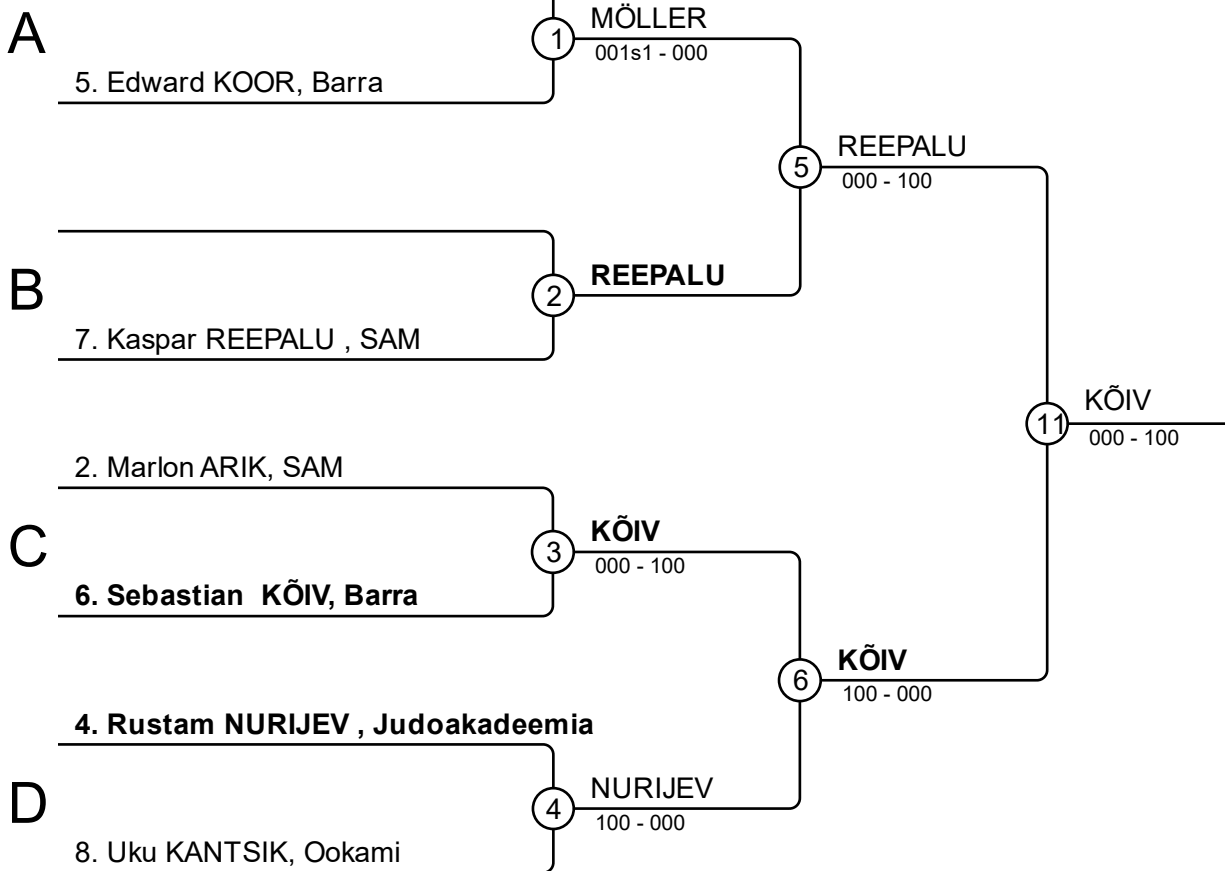 A
MÖLLER
1
001s1 - 000
5. Edward KOOR, Barra
REEPALU
5
000 - 100
B
REEPALU
2
7. Kaspar REEPALU , SAM
KÕIV
11
000 - 100
2. Marlon ARIK, SAM
C
KÕIV
3
000 - 100
6. Sebastian KÕIV, Barra
KÕIV
6
100 - 000
4. Rustam NURIJEV , Judoakadeemia
D
NURIJEV
4
100 - 000
8. Uku KANTSIK, Ookami